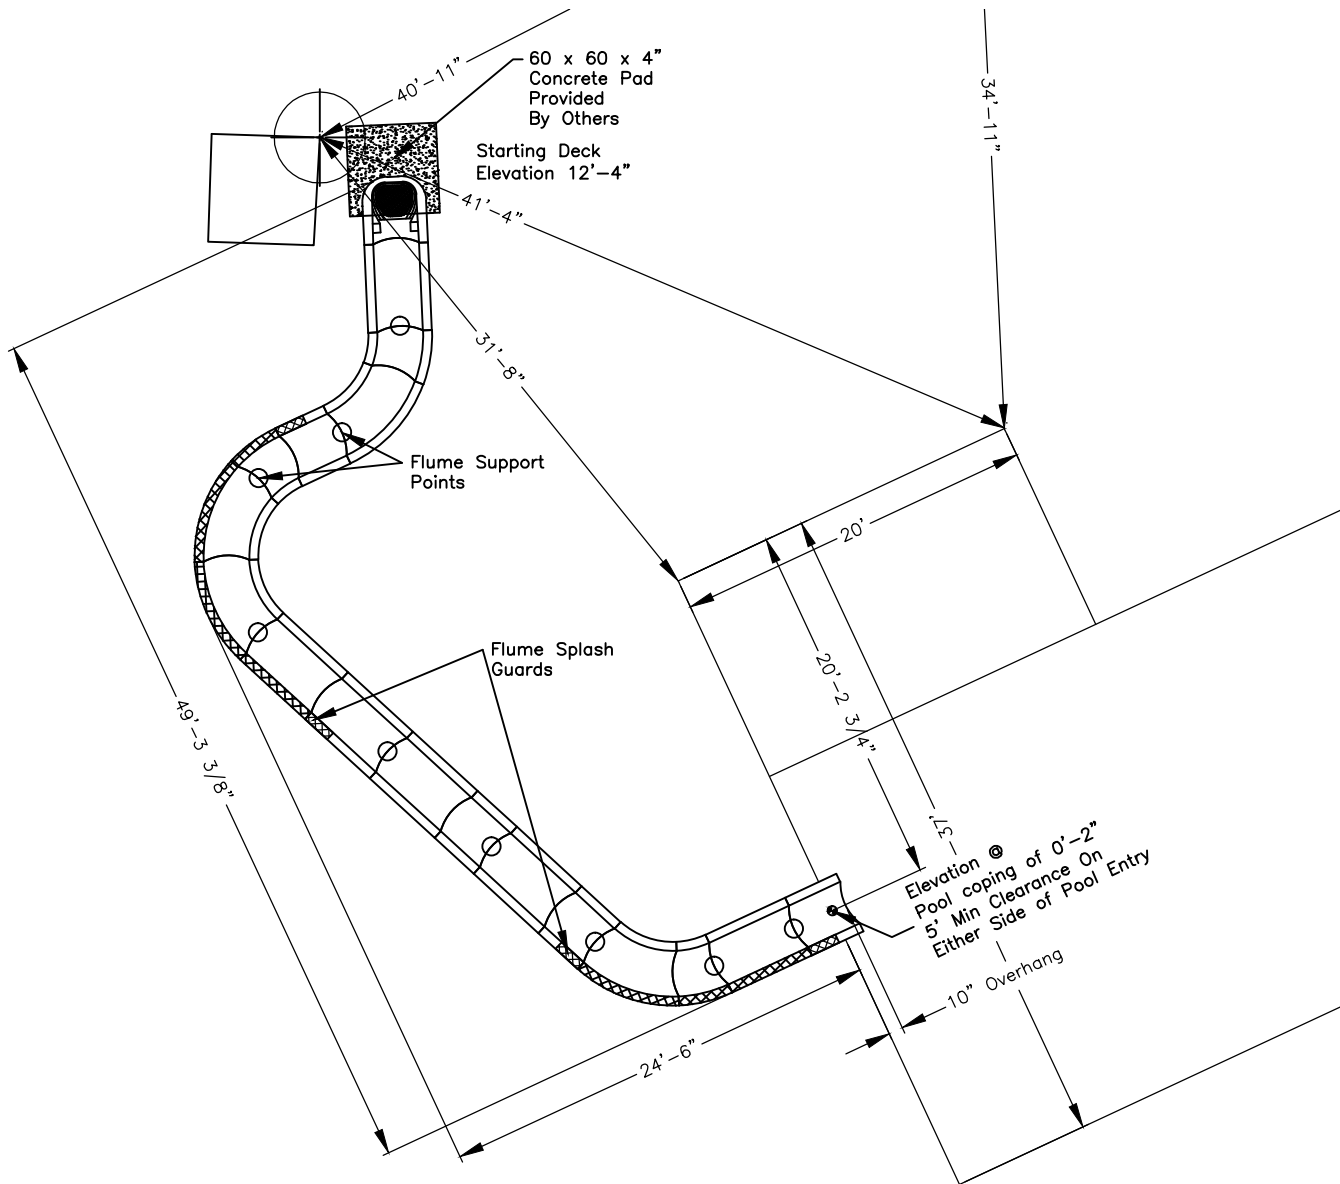 40'-11"
60 x 60 x 4"
Concrete Pad
Provided
By Others
34'-11"
Starting Deck
Elevation 12'-4"
41'-4"
31'-8"
Flume Support
Points
20'
Flume Splash
Guards
20'-2 3/4"
49'-3 3/8"
37'
Elevation @
Pool coping of 0'-2"
5' Min Clearance On
Either Side of Pool Entry
10" Overhang
24'-6"